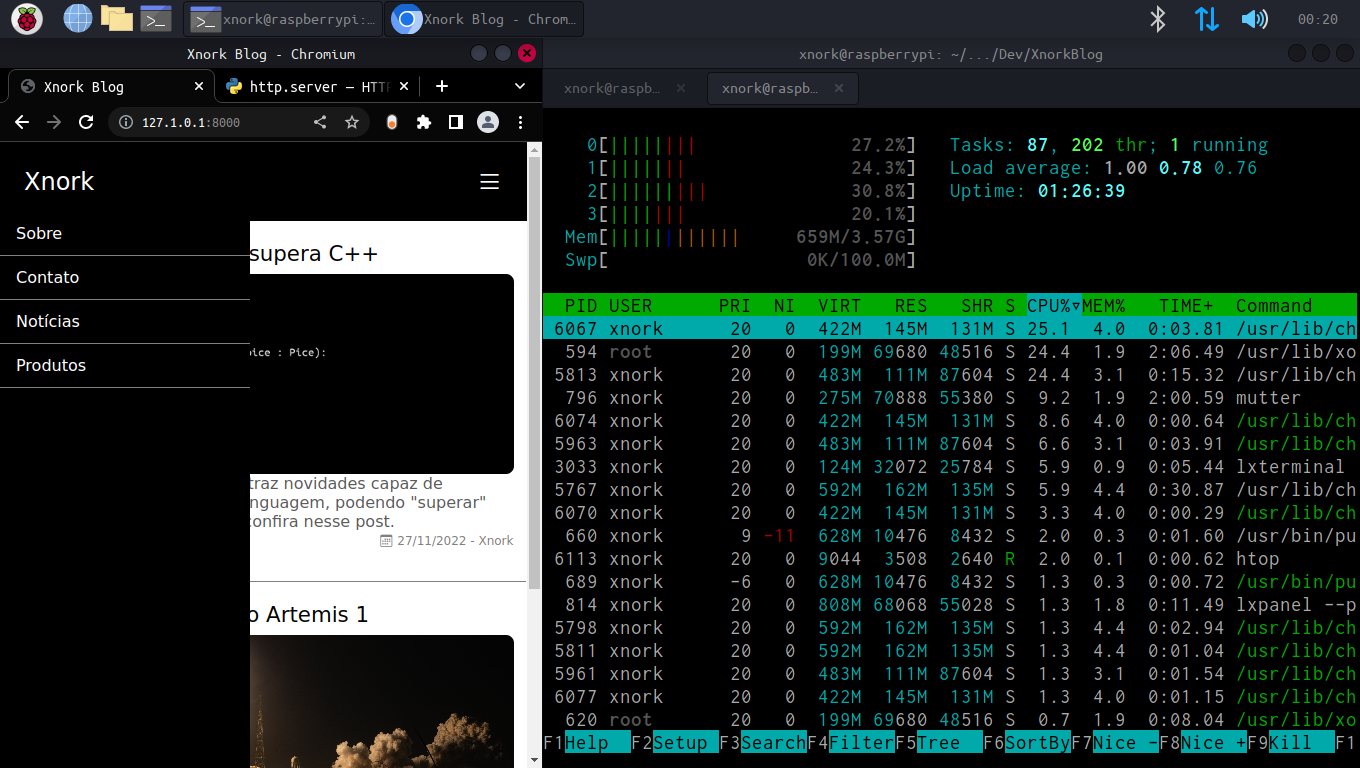 xnork@raspberrypi:...
Xnork Blog - Chrom...
00:20
Xnork Blog - Chromium
Xnork Blog
http.server — HTT
127.1.0.1:8000
Xnork
Sobre
Contato
Notícias
Produtos
supera C++
pice : Pice):
traz novidades capaz de
nguagem, podendo "superar"
onfira nesse post.
27/11/2022 - Xnork
o Artemis 1
xnork@raspberrypi: ~/.../Dev/XnorkBlog
xnork@raspb...
xnork@raspb...
0[|||||||| 27.2%]
1[||||||| 24.3%]
2[||||||||| 30.8%]
3[||||||| 20.1%]
Mem[|||||||||||| 659M/3.57G]
Swp[ 0K/100.0M]
Tasks: 87, 202 thr; 1 running
Load average: 1.00 0.78 0.76
Uptime: 01:26:39
PID USER PRI NI VIRT RES SHR S CPU%▽MEM% TIME+ Command
6067 xnork 20 0 422M 145M 131M S 25.1 4.0 0:03.81 /usr/lib/ch
594 root 20 0 199M 69680 48516 S 24.4 1.9 2:06.49 /usr/lib/xo
5813 xnork 20 0 483M 111M 87604 S 24.4 3.1 0:15.32 /usr/lib/ch
796 xnork 20 0 275M 70888 55380 S 9.2 1.9 2:00.59 mutter
6074 xnork 20 0 422M 145M 131M S 8.6 4.0 0:00.64 /usr/lib/ch
5963 xnork 20 0 483M 111M 87604 S 6.6 3.1 0:03.91 /usr/lib/ch
3033 xnork 20 0 124M 32072 25784 S 5.9 0.9 0:05.44 lxterminal
5767 xnork 20 0 592M 162M 135M S 5.9 4.4 0:30.87 /usr/lib/ch
6070 xnork 20 0 422M 145M 131M S 3.3 4.0 0:00.29 /usr/lib/ch
660 xnork 9 -11 628M 10476 8432 S 2.0 0.3 0:01.60 /usr/bin/pu
6113 xnork 20 0 9044 3508 2640 R 2.0 0.1 0:00.62 htop
689 xnork -6 0 628M 10476 8432 S 1.3 0.3 0:00.72 /usr/bin/pu
814 xnork 20 0 808M 68068 55028 S 1.3 1.8 0:11.49 lxpanel --p
5798 xnork 20 0 592M 162M 135M S 1.3 4.4 0:02.94 /usr/lib/ch
5811 xnork 20 0 592M 162M 135M S 1.3 4.4 0:01.04 /usr/lib/ch
5961 xnork 20 0 483M 111M 87604 S 1.3 3.1 0:01.54 /usr/lib/ch
6077 xnork 20 0 422M 145M 131M S 1.3 4.0 0:01.15 /usr/lib/ch
620 root 20 0 199M 69680 48516 S 0.7 1.9 0:08.04 /usr/lib/xo
F1Help F2Setup F3SearchF4FilterF5Tree F6SortByF7Nice -F8Nice +F9Kill F1